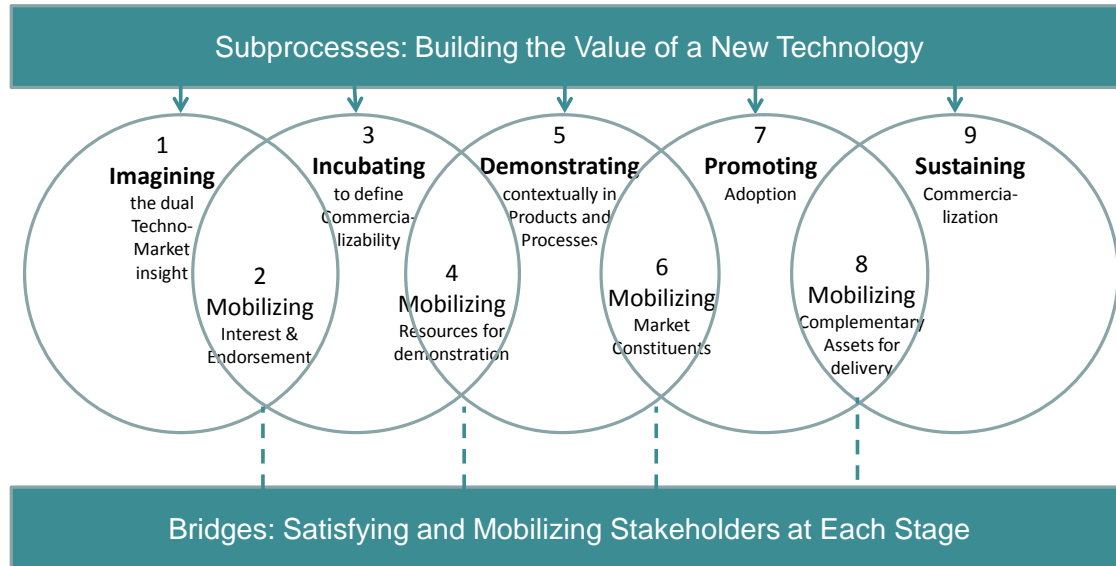 Subprocesses: Building the Value of a New Technology
1
Imagining
the dual
Techno-
Market
insight
2
Mobilizing
Interest &
Endorsement
3
Incubating
to define
Commercia-
lizability
4
Mobilizing
Resources for
demonstration
5
Demonstrating
contextually in
Products and
Processes
6
Mobilizing
Market
Constituents
7
Promoting
Adoption
8
Mobilizing
Complementary
Assets for
delivery
9
Sustaining
Commercia-
lization
Bridges: Satisfying and Mobilizing Stakeholders at Each Stage